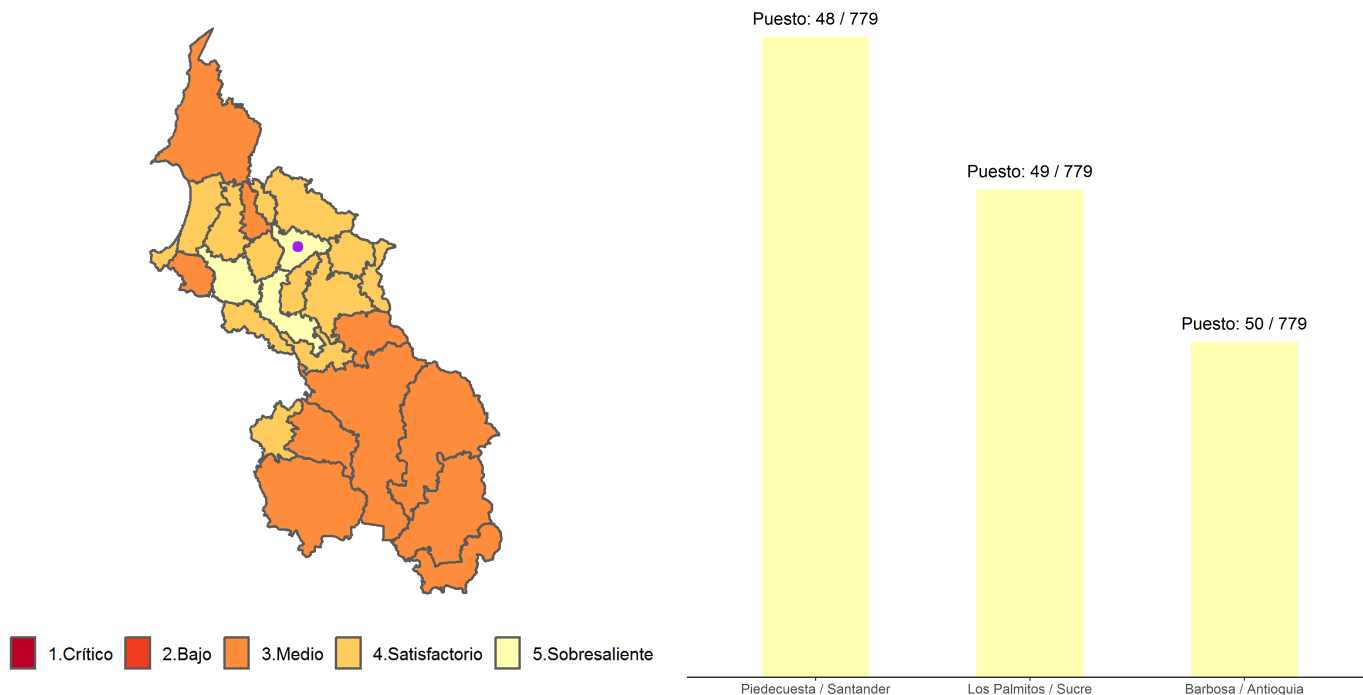 1.Crítico 2.Bajo 3.Medio 4.Satisfactorio 5.Sobresaliente
Puesto: 48 / 779
Puesto: 49 / 779
Puesto: 50 / 779
Piedecuesta / Santander Los Palmitos / Sucre Barbosa / Antioquia